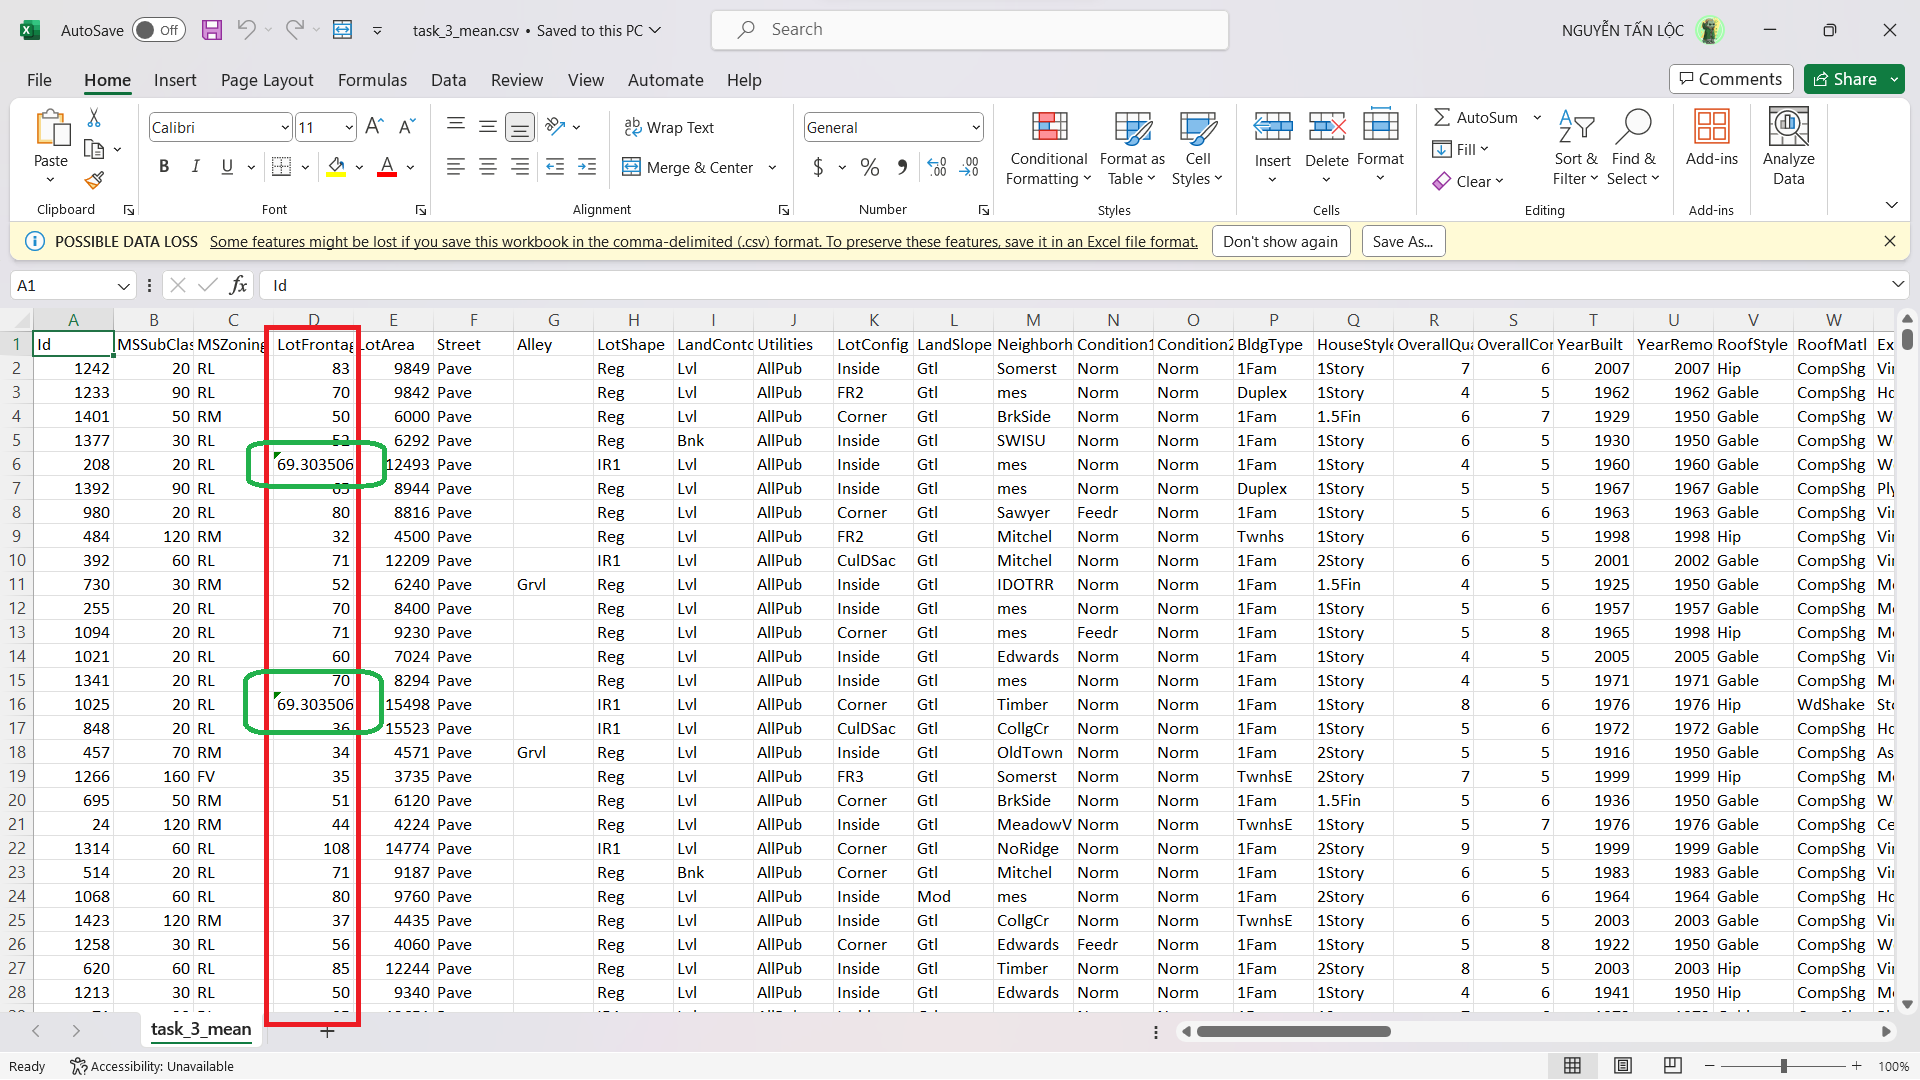 AutoSave Off task_3_mean.csv • Saved to this PC Search NGUYỄN TẤN LỘC
File Home Insert Page Layout Formulas Data Review View Automate Help Comments Share
Paste Calibri 11 Wrap Text General Conditional Formatting Format as Table Cell Styles Insert Delete Format AutoSum Fill Clear Sort & Filter Find & Select Add-ins Analyze Data
B I U A Merge & Center $ % 9
Clipboard Font Alignment Number Styles Cells Editing Add-ins
POSSIBLE DATA LOSS Some features might be lost if you save this workbook in the comma-delimited (.csv) format. To preserve these features, save it in an Excel file format. Don't show again Save As...
A1 fx Id
A B C D E F G H I J K L M N O P Q R S T U V W
1 Id MSSubClas MSZoning LotFrontag LotArea Street Alley LotShape LandConto Utilities LotConfig LandSlope Neighborh Condition1 Condition2 BldgType HouseStyle OverallQua OverallCon YearBuilt YearRemo RoofStyle RoofMatl Ex
2 1242 20 RL 83 9849 Pave Reg Lvl AllPub Inside Gtl Somerst Norm Norm 1Fam 1Story 7 6 2007 2007 Hip CompShg Vi
3 1233 90 RL 70 9842 Pave Reg Lvl AllPub FR2 Gtl mes Norm Norm Duplex 1Story 4 5 1962 1962 Gable CompShg Hd
4 1401 50 RM 50 6000 Pave Reg Lvl AllPub Corner Gtl BrkSide Norm Norm 1Fam 1.5Fin 6 7 1929 1950 Gable CompShg W
5 1377 30 RL 52 6292 Pave Reg Bnk AllPub Inside Gtl SWISU Norm Norm 1Fam 1Story 6 5 1930 1950 Gable CompShg W
6 208 20 RL 69.303506 12493 Pave IR1 Lvl AllPub Inside Gtl mes Norm Norm 1Fam 1Story 4 5 1960 1960 Gable CompShg W
7 1392 90 RL 65 8944 Pave Reg Lvl AllPub Inside Gtl mes Norm Norm Duplex 1Story 5 5 1967 1967 Gable CompShg Ply
8 980 20 RL 80 8816 Pave Reg Lvl AllPub Corner Gtl Sawyer Feedr Norm 1Fam 1Story 5 6 1963 1963 Gable CompShg Vi
9 484 120 RM 32 4500 Pave Reg Lvl AllPub FR2 Gtl Mitchel Norm Norm Twnhs 1Story 6 5 1998 1998 Hip CompShg Vi
10 392 60 RL 71 12209 Pave IR1 Lvl AllPub CulDSac Gtl Mitchel Norm Norm 1Fam 2Story 6 5 2001 2002 Gable CompShg Vi
11 730 30 RM 52 6240 Pave Grvl Reg Lvl AllPub Inside Gtl IDOTRR Norm Norm 1Fam 1.5Fin 4 5 1925 1950 Gable CompShg M
12 255 20 RL 70 8400 Pave Reg Lvl AllPub Inside Gtl mes Norm Norm 1Fam 1Story 5 6 1957 1957 Gable CompShg M
13 1094 20 RL 71 9230 Pave Reg Lvl AllPub Corner Gtl mes Feedr Norm 1Fam 1Story 5 8 1965 1998 Hip CompShg M
14 1021 20 RL 60 7024 Pave Reg Lvl AllPub Inside Gtl Edwards Norm Norm 1Fam 1Story 4 5 2005 2005 Gable CompShg Vi
15 1341 20 RL 70 8294 Pave Reg Lvl AllPub Inside Gtl mes Norm Norm 1Fam 1Story 4 5 1971 1971 Gable CompShg M
16 1025 20 RL 69.303506 15498 Pave IR1 Lvl AllPub Corner Gtl Timber Norm Norm 1Fam 1Story 8 6 1976 1976 Hip WdShake Sto
17 848 20 RL 36 15523 Pave IR1 Lvl AllPub CulDSac Gtl CollgCr Norm Norm 1Fam 1Story 5 6 1972 1972 Gable CompShg Hd
18 457 70 RM 34 4571 Pave Grvl Reg Lvl AllPub Inside Gtl OldTown Norm Norm 1Fam 2Story 5 5 1916 1950 Gable CompShg As
19 1266 160 FV 35 3735 Pave Reg Lvl AllPub FR3 Gtl Somerst Norm Norm TwnhsE 2Story 7 5 1999 1999 Hip CompShg M
20 695 50 RM 51 6120 Pave Reg Lvl AllPub Corner Gtl BrkSide Norm Norm 1Fam 1.5Fin 5 6 1936 1950 Gable CompShg W
21 24 120 RM 44 4224 Pave Reg Lvl AllPub Inside Gtl MeadowV Norm Norm TwnhsE 1Story 5 7 1976 1976 Gable CompShg Ce
22 1314 60 RL 108 14774 Pave IR1 Lvl AllPub Corner Gtl NoRidge Norm Norm 1Fam 2Story 9 5 1999 1999 Gable CompShg Vi
23 514 20 RL 71 9187 Pave Reg Bnk AllPub Corner Gtl Mitchel Norm Norm 1Fam 1Story 6 5 1983 1983 Gable CompShg Vi
24 1068 60 RL 80 9760 Pave Reg Lvl AllPub Inside Mod mes Norm Norm 1Fam 2Story 6 6 1964 1964 Gable CompShg Hd
25 1423 120 RM 37 4435 Pave Reg Lvl AllPub Inside Gtl CollgCr Norm Norm TwnhsE 1Story 6 5 2003 2003 Gable CompShg Vi
26 1258 30 RL 56 4060 Pave Reg Lvl AllPub Corner Gtl Edwards Feedr Norm 1Fam 1Story 5 8 1922 1950 Gable CompShg W
27 620 60 RL 85 12244 Pave Reg Lvl AllPub Inside Gtl Timber Norm Norm 1Fam 2Story 8 5 2003 2003 Hip CompShg Vi
28 1213 30 RL 50 9340 Pave Reg Lvl AllPub Inside Gtl Edwards Norm Norm 1Fam 1Story 4 6 1941 1950 Hip CompShg M
task_3_mean
Ready Accessibility: Unavailable 100%